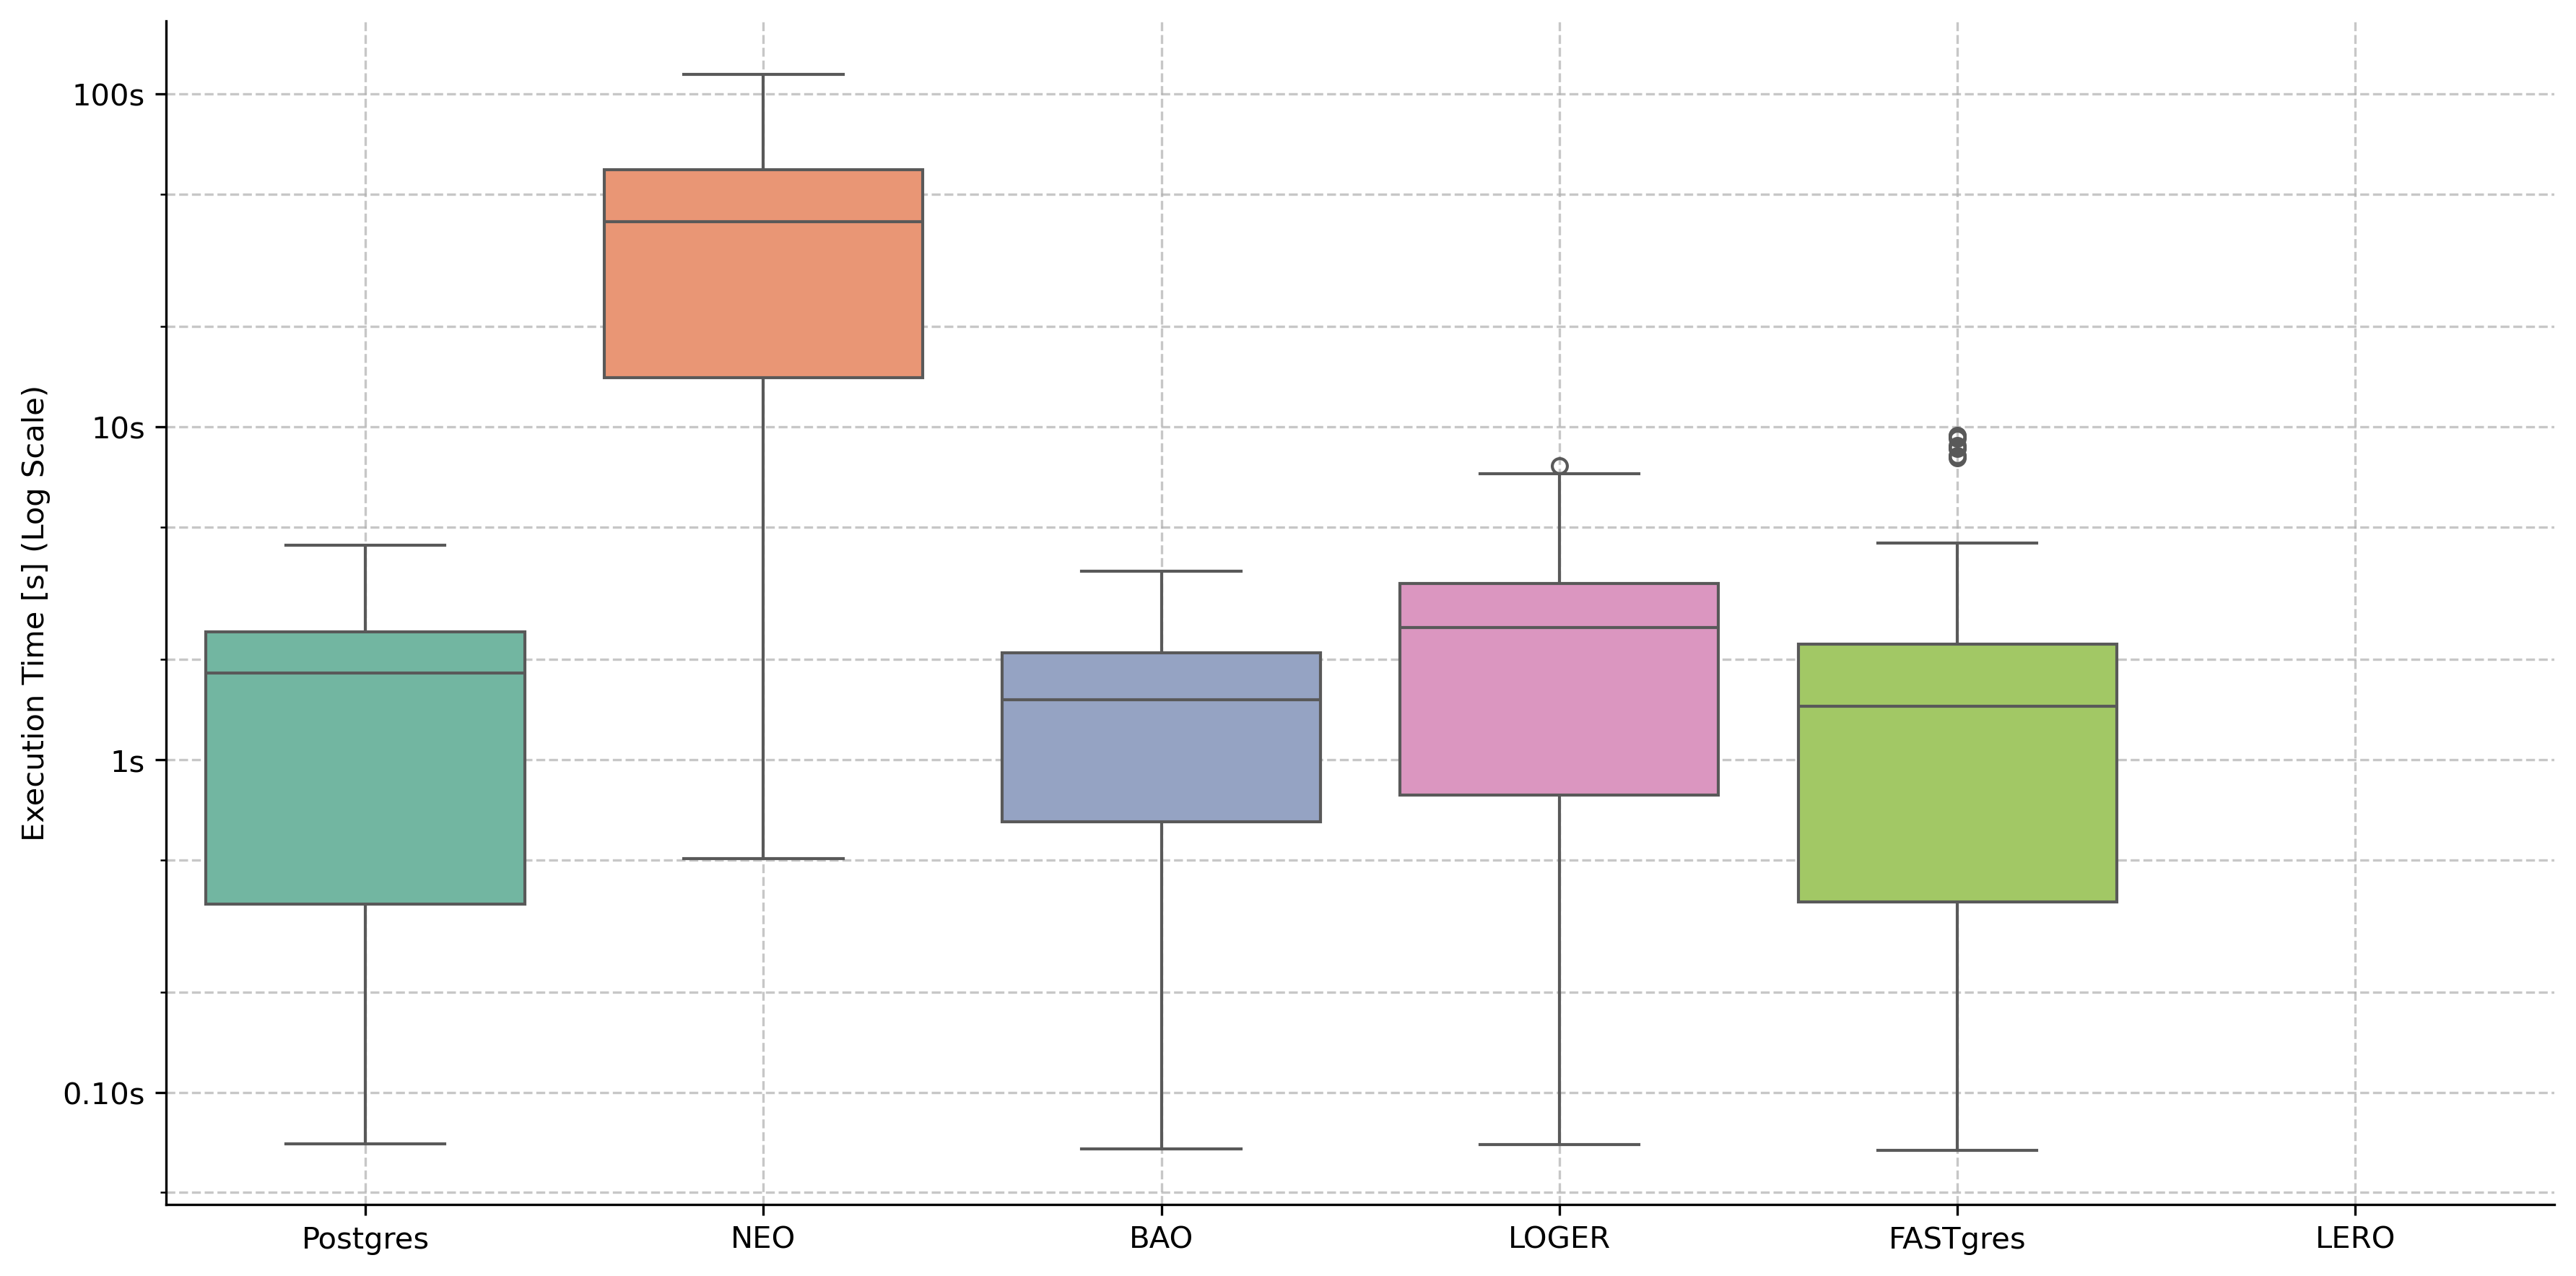 Execution Time [s] (Log Scale)
100s
10s
1s
0.10s
Postgres NEO BAO LOGER FASTgres LERO